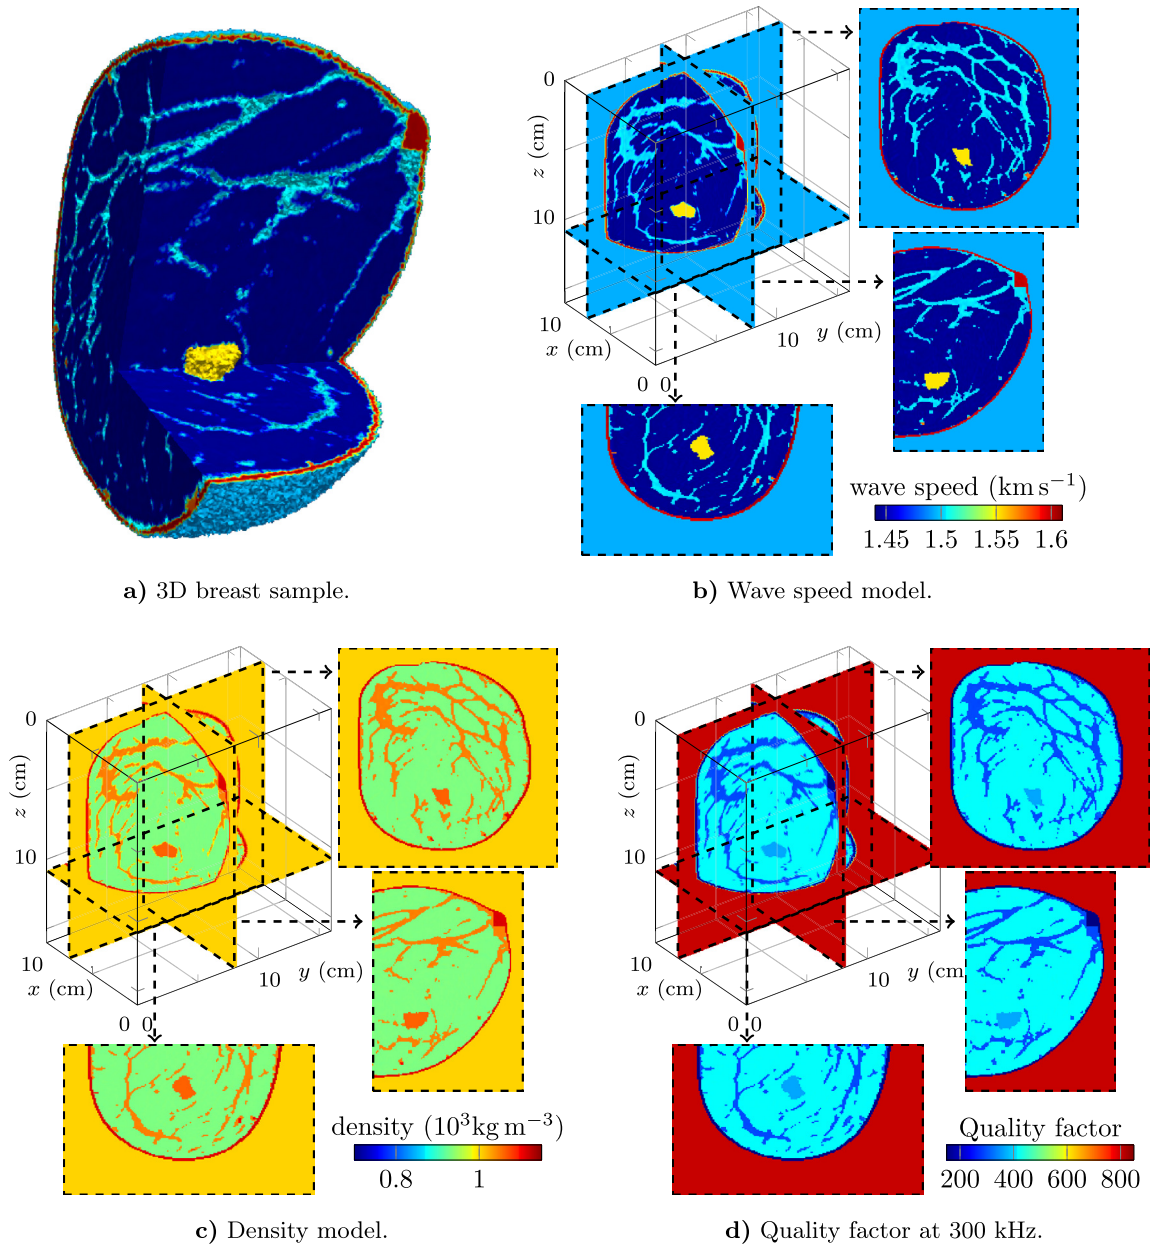 0
10
z (cm)
10
x (cm)
0 0
10
y (cm)
wave speed (km s⁻¹)
1.45 1.5 1.55 1.6
a) 3D breast sample.
b) Wave speed model.
0
10
z (cm)
10
x (cm)
0 0
10
y (cm)
density (10³kg m⁻³)
0.8 1
0
10
z (cm)
10
x (cm)
0 0
10
y (cm)
Quality factor
200 400 600 800
c) Density model.
d) Quality factor at 300 kHz.